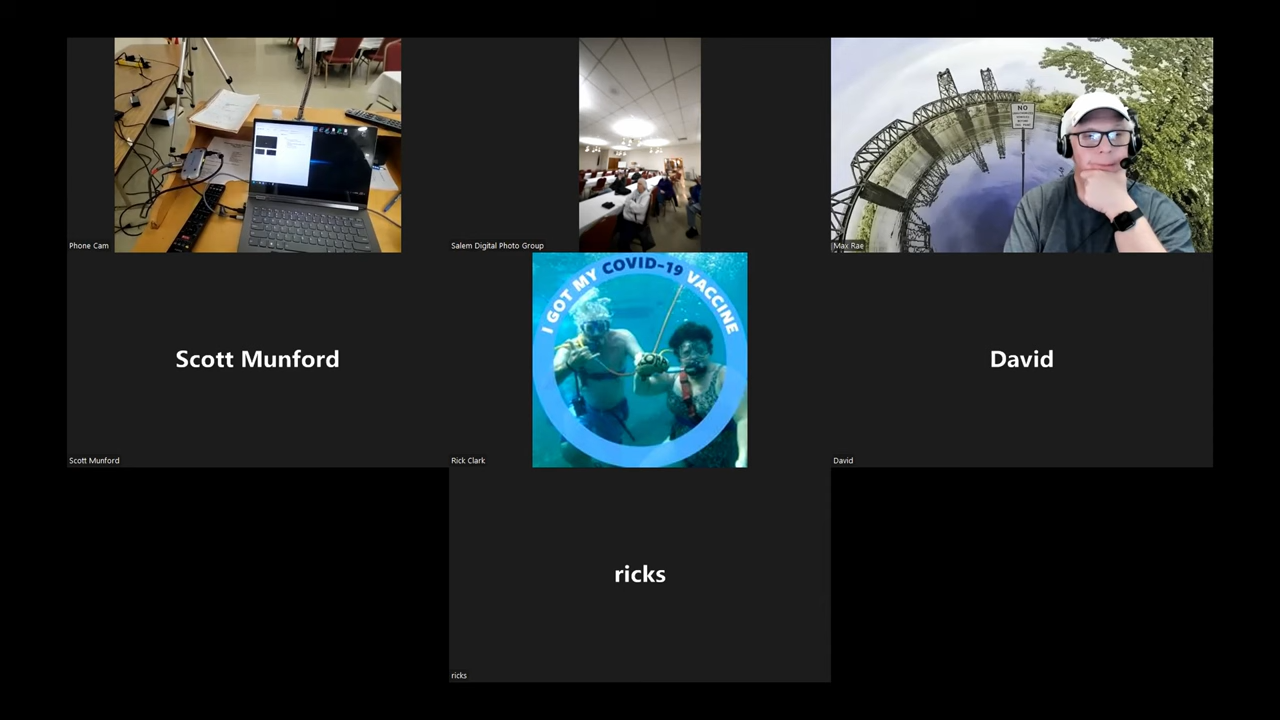 NO
Phone Cam
Salem Digital Photo Group
Max Rae
I GOT MY COVID-19 VACCINE
Scott Munford
David
Scott Munford
Rick Clark
David
ricks
ricks